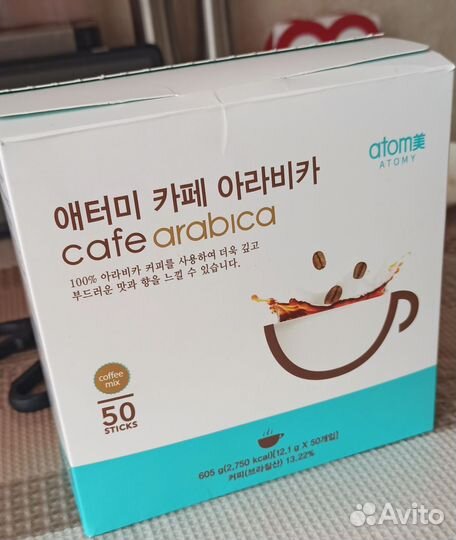 atom美
ATOMY
애터미 카페 아라비카
cafe arabica
100% 아라비카 커피를 사용하여 더욱 깊고
부드러운 맛과 향을 느낄 수 있습니다.
coffee
mix
50
STICKS
605 g(2,750 kcal)[12.1 g X 50개입]
커피(브라질산) 13.22%
Avito